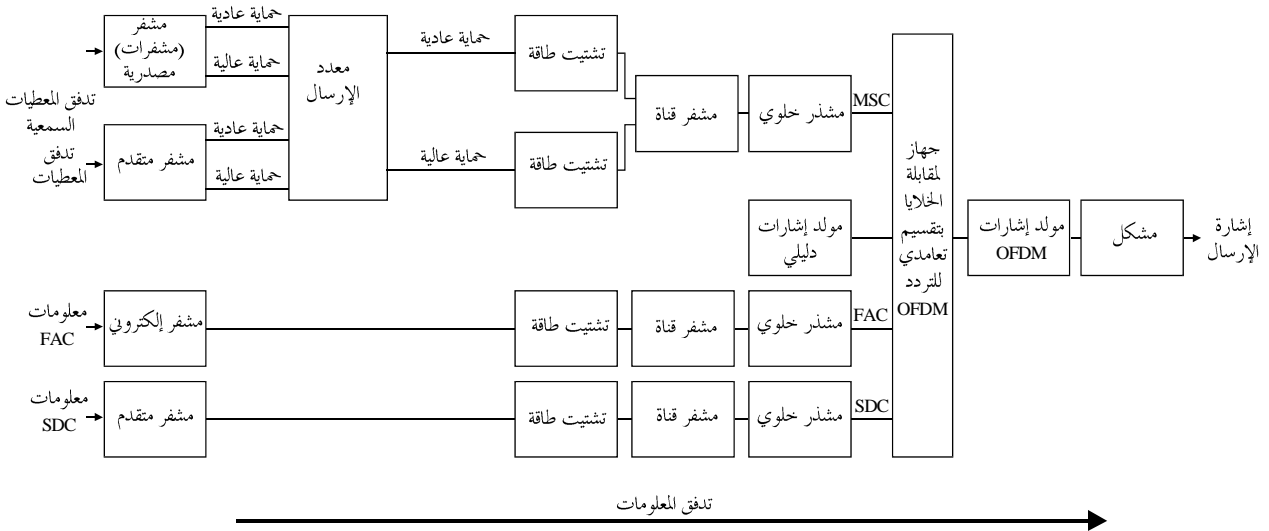 مشفر
(مشفرات)
مصدرية
حماية عادية
حماية عالية
معدد
الإرسال
حماية عادية
تشتيت طاقة
تدفق المعطيات
السمعية
تدفق
المعطيات
مشفر متقدم
حماية عادية
حماية عالية
حماية عالية
تشتيت طاقة
مشفر قناة
مشذر خلوي
MSC
مولد إشارات
دليلي
جهاز
لمقابلة
الخلايا
بتقسيم
تعامدي
للتردد
OFDM
مولد إشارات
OFDM
مشكل
إشارة
الإرسال
معلومات
FAC
مشفر إلكتروني
تشتيت طاقة
مشفر قناة
مشذر خلوي
FAC
معلومات
SDC
مشفر متقدم
تشتيت طاقة
مشفر قناة
مشذر خلوي
SDC
تدفق المعلومات